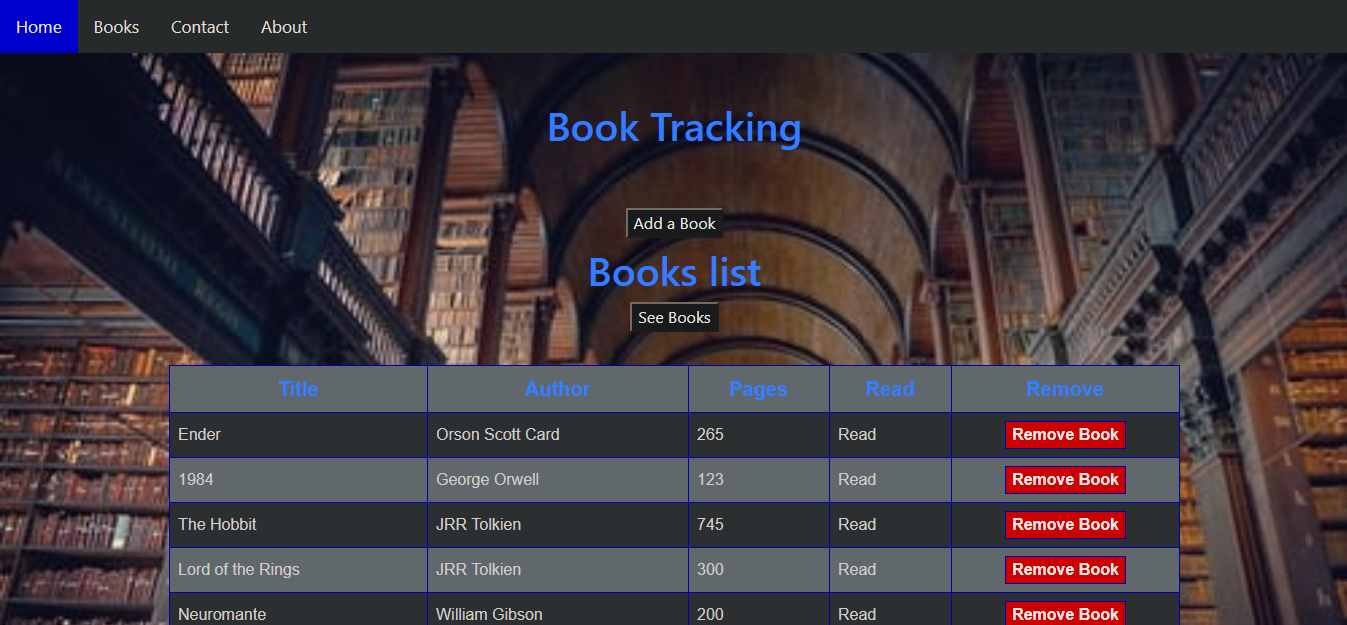 Home Books Contact About
Book Tracking
Add a Book
Books list
See Books
Title Author Pages Read Remove
Ender Orson Scott Card 265 Read Remove Book
1984 George Orwell 123 Read Remove Book
The Hobbit JRR Tolkien 745 Read Remove Book
Lord of the Rings JRR Tolkien 300 Read Remove Book
Neuromante William Gibson 200 Read Remove Book